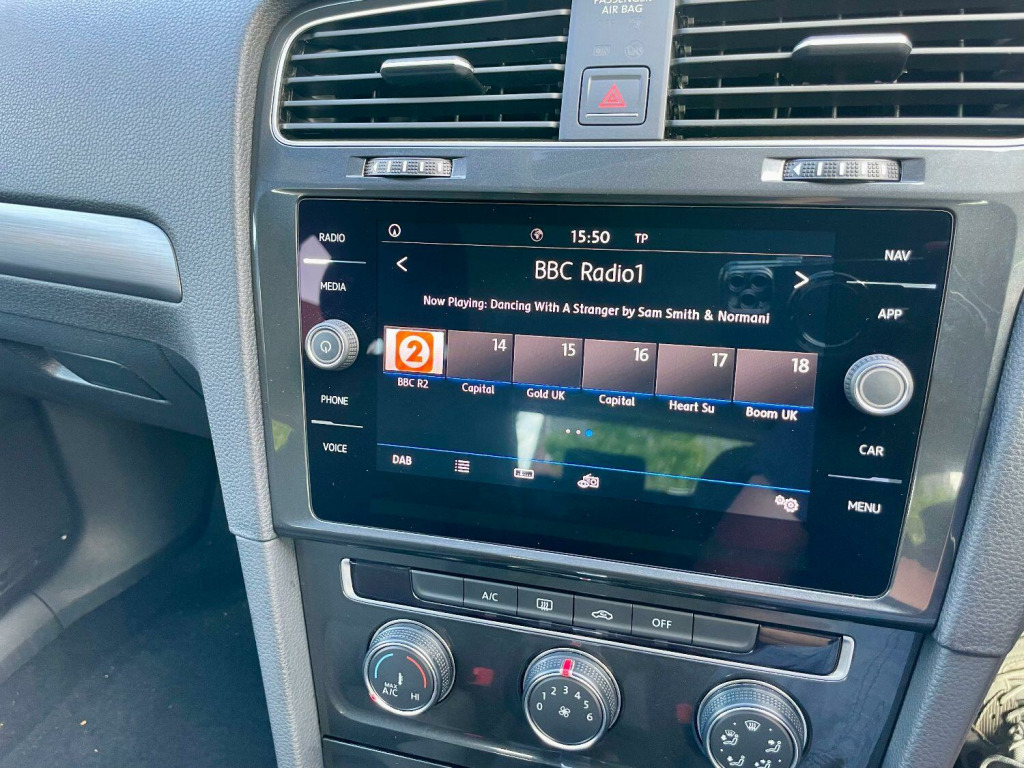 PASSENGER
AIR BAG
RADIO
MEDIA
PHONE
VOICE
15:50 TP
BBC Radio1
Now Playing: Dancing With A Stranger by Sam Smith & Normani
2 14 15 16 17 18
BBC R2 Capital Gold UK Capital Heart Su Boom UK
DAB
NAV
APP
CAR
MENU
A/C OFF
MAX
A/C HI
0 1 2 3 4 5 6